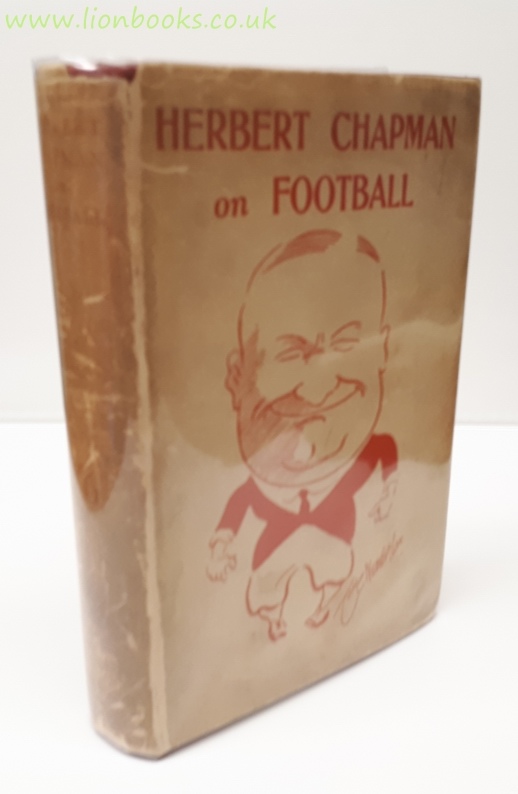 www.lionbooks.co.uk
HERBERT CHAPMAN
on FOOTBALL